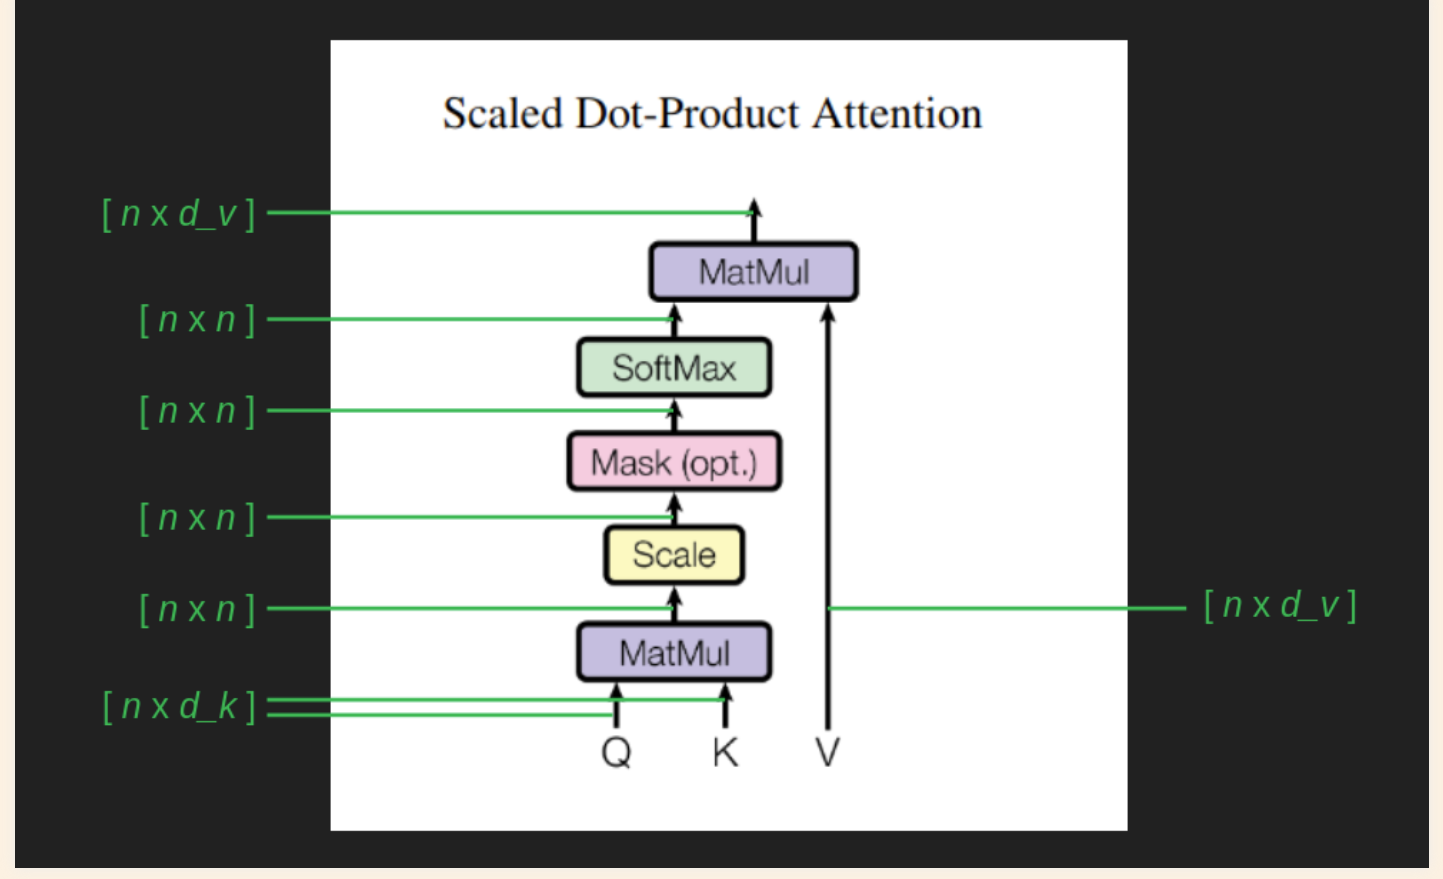 Scaled Dot-Product Attention
[ n x d_v ]
MatMul
[ n x n ]
SoftMax
[ n x n ]
Mask (opt.)
[ n x n ]
Scale
[ n x n ]
[ n x d_v ]
MatMul
[ n x d_k ]
Q K V